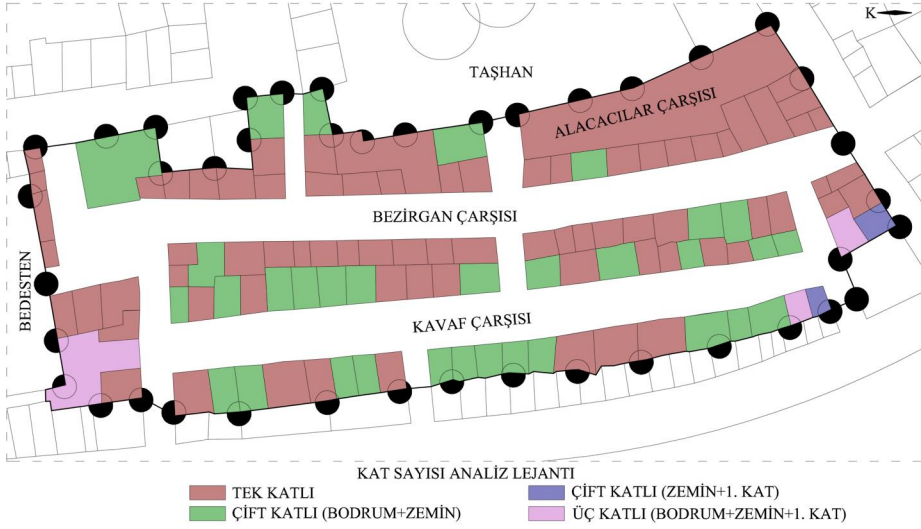 K
TAŞHAN
ALACACILAR ÇARŞISI
BEZİRGAN ÇARŞISI
BEDESTEN
KAVAF ÇARŞISI
KAT SAYISI ANALİZ LEJANTI
TEK KATLI
ÇİFT KATLI (BODRUM+ZEMİN)
ÇİFT KATLI (ZEMİN+1. KAT)
ÜÇ KATLI (BODRUM+ZEMİN+1. KAT)